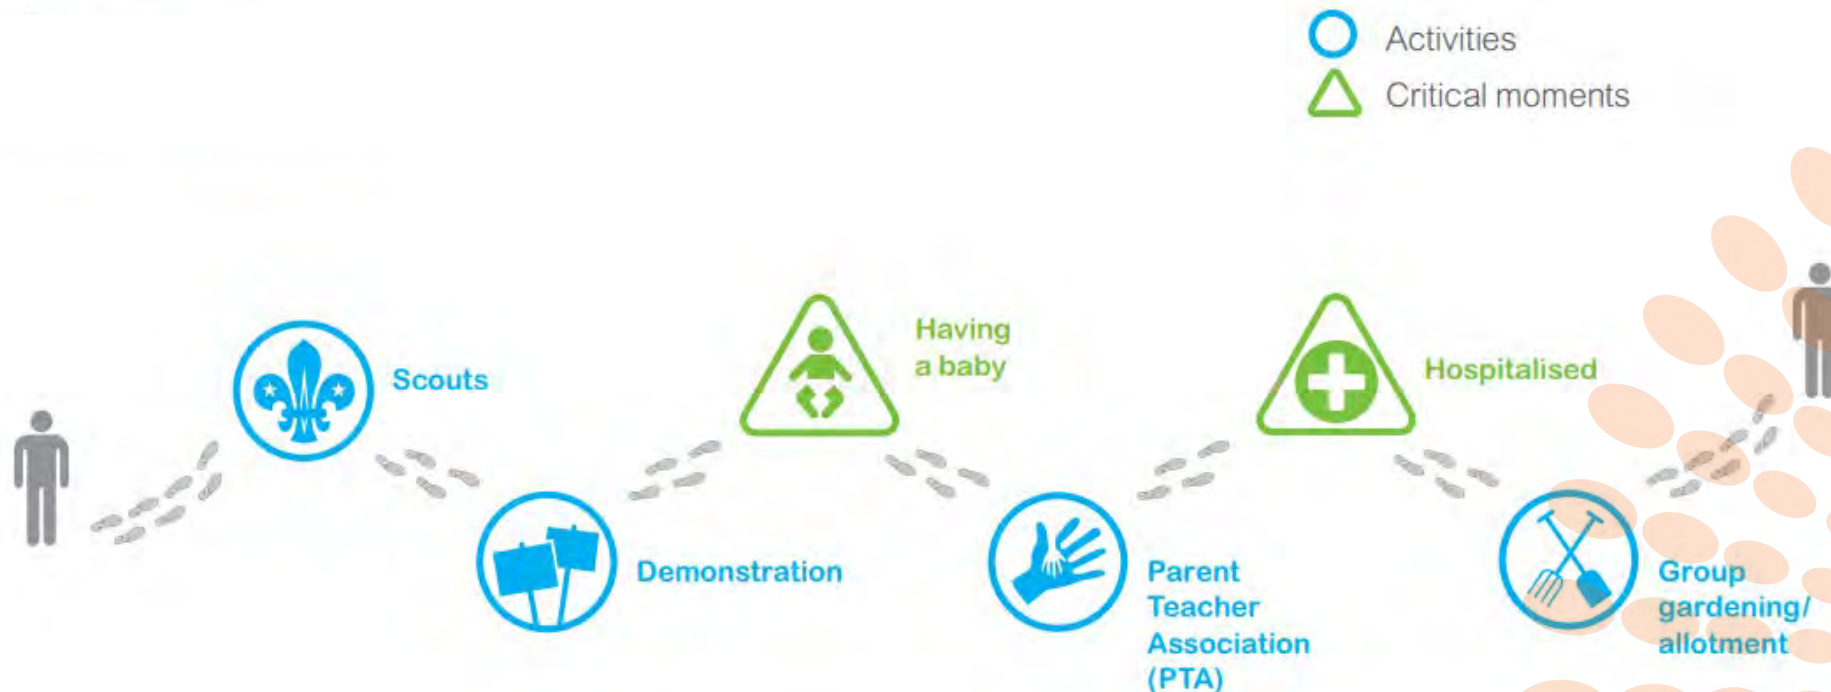 Activities
Critical moments
Scouts
Demonstration
Having
a baby
Parent
Teacher
Association
(PTA)
Hospitalised
Group
gardening/
allotment